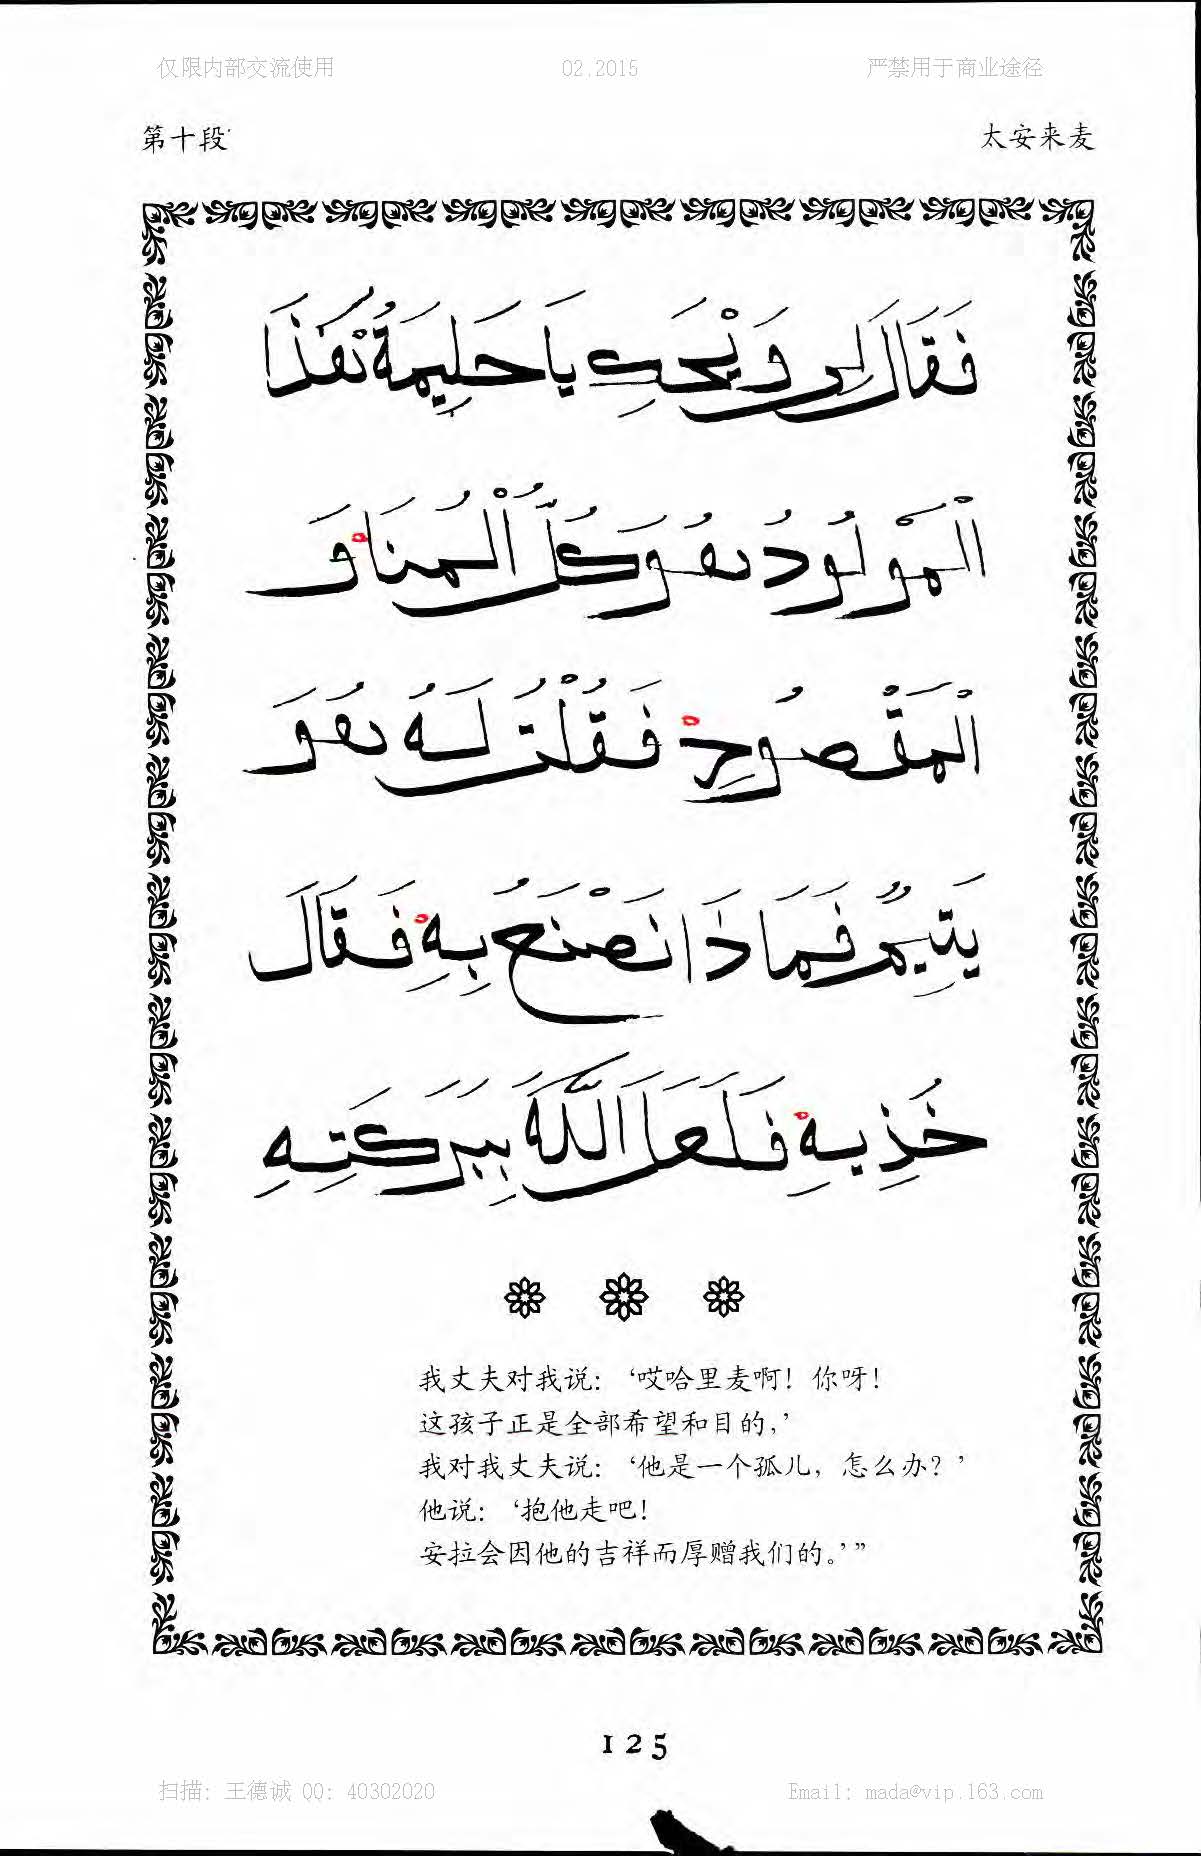 仅限内部交流使用 02.2015 严禁用于商业途径
第十段 太安来麦
فَقَالَ لِي وَيْحَكِ يَا حَلِيمَةُ هٰذَا
الْمَوْلُودُ هُوَ كُلُّ الْمُنَا وَ
الْمَقْصُودِ فَقُلْتُ لَهُ هُوَ
يَتِيمٌ فَمَا ذَا نَصْنَعُ بِهِ فَقَالَ
خُذِيهِ فَلَعَلَّ اللّٰهَ بِبَرَكَتِهِ
我丈夫对我说：‘哎哈里麦啊！你呀！
这孩子正是全部希望和目的，’
我对我丈夫说：‘他是一个孤儿，怎么办？’
他说：‘抱他走吧！
安拉会因他的吉祥而厚赠我们的。’”
125
扫描：王德诚 QQ：40302020 Email：mada@vip.163.com